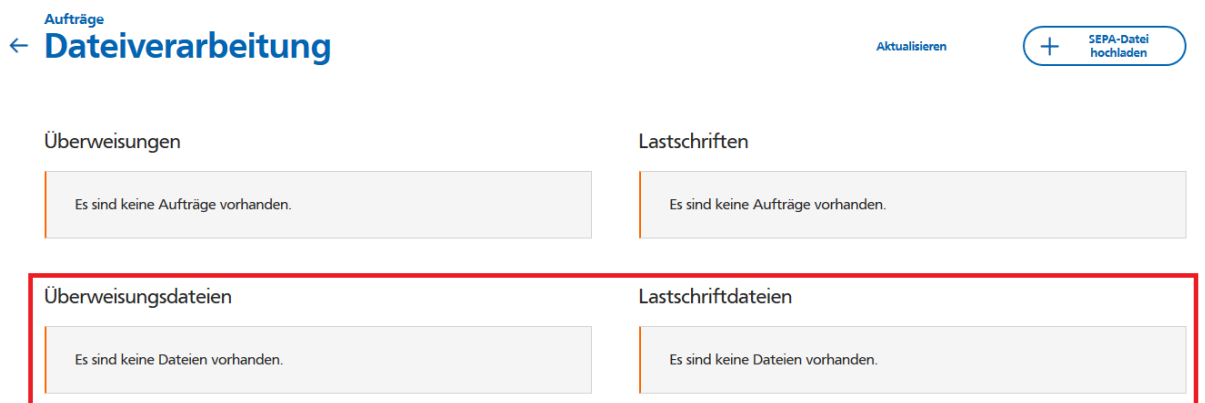 Aufträge
← Dateiverarbeitung
Aktualisieren
+ SEPA-Datei
hochladen
Überweisungen
Lastschriften
Es sind keine Aufträge vorhanden.
Es sind keine Aufträge vorhanden.
Überweisungsdateien
Lastschriftdateien
Es sind keine Dateien vorhanden.
Es sind keine Dateien vorhanden.